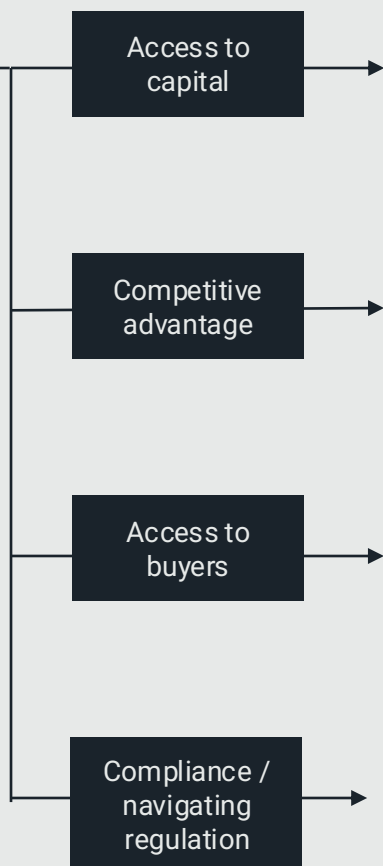 Access to
capital
Competitive
advantage
Access to
buyers
Compliance /
navigating
regulation